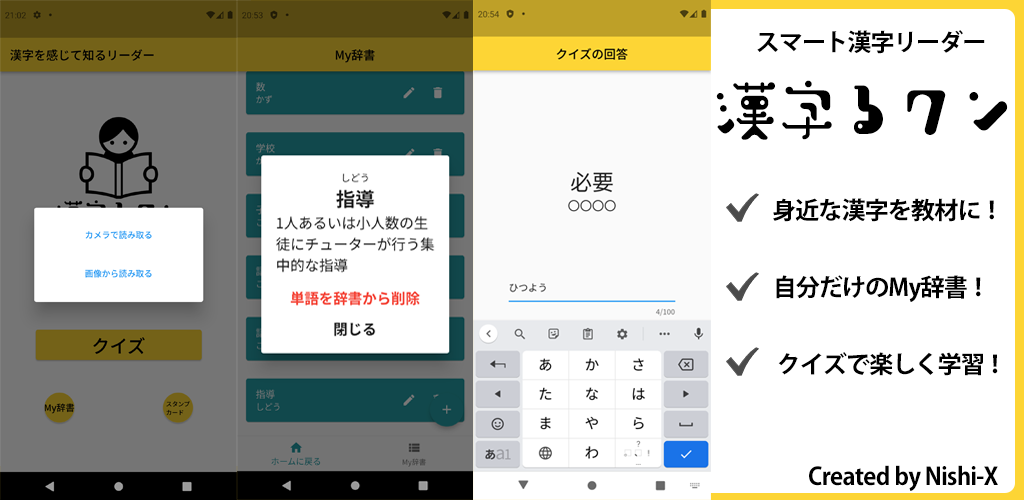 21:02
漢字を感じて知るリーダー
カメラで読み取る
画像から読み取る
クイズ
My辞書
スタンプ
カード
20:53
My辞書
数
かず
学校
しどう
指導
1人あるいは小人数の生
徒にチューターが行う集
中的な指導
単語を辞書から削除
閉じる
指導
しどう
+
ホームに戻る
My辞書
20:54
クイズの回答
必要
○○○○
ひつよう
4/100
あ
か
さ
た
な
は
ま
や
ら
あa1
わ
スマート漢字リーダー
漢字るワン
身近な漢字を教材に!
自分だけのMy辞書!
クイズで楽しく学習!
Created by Nishi-X